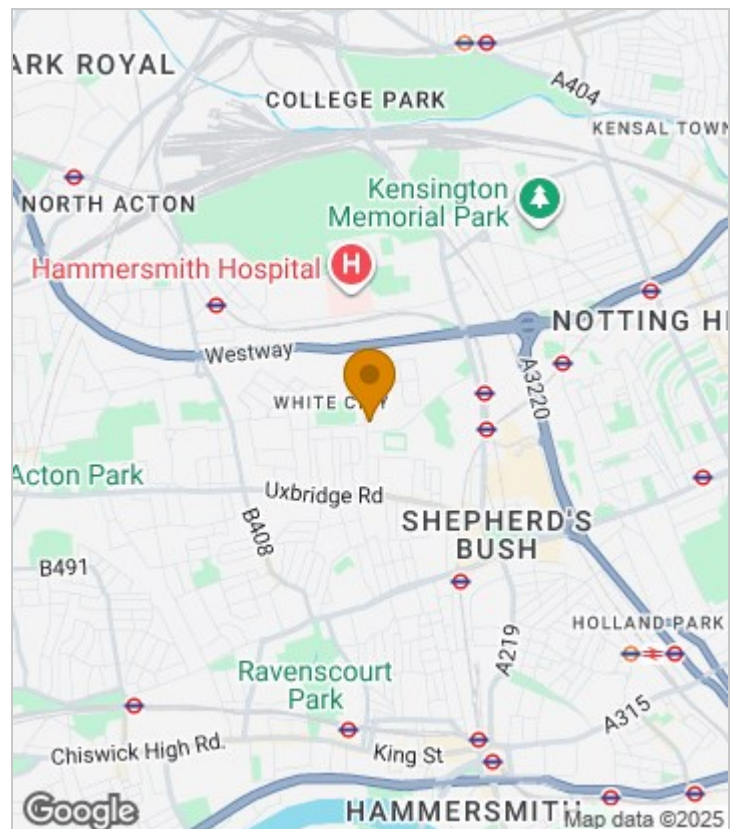 ARK ROYAL
COLLEGE PARK
A404
KENSAL TOWN
NORTH ACTON
Kensington
Memorial Park
Hammersmith Hospital
H
NOTTING HI
Westway
A3220
WHITE CITY
Acton Park
Uxbridge Rd
B408
SHEPHERD'S
BUSH
B491
HOLLAND PARK
A219
Ravenscourt
Park
A315
Chiswick High Rd.
King St
HAMMERSMITH
Google
Map data ©2025